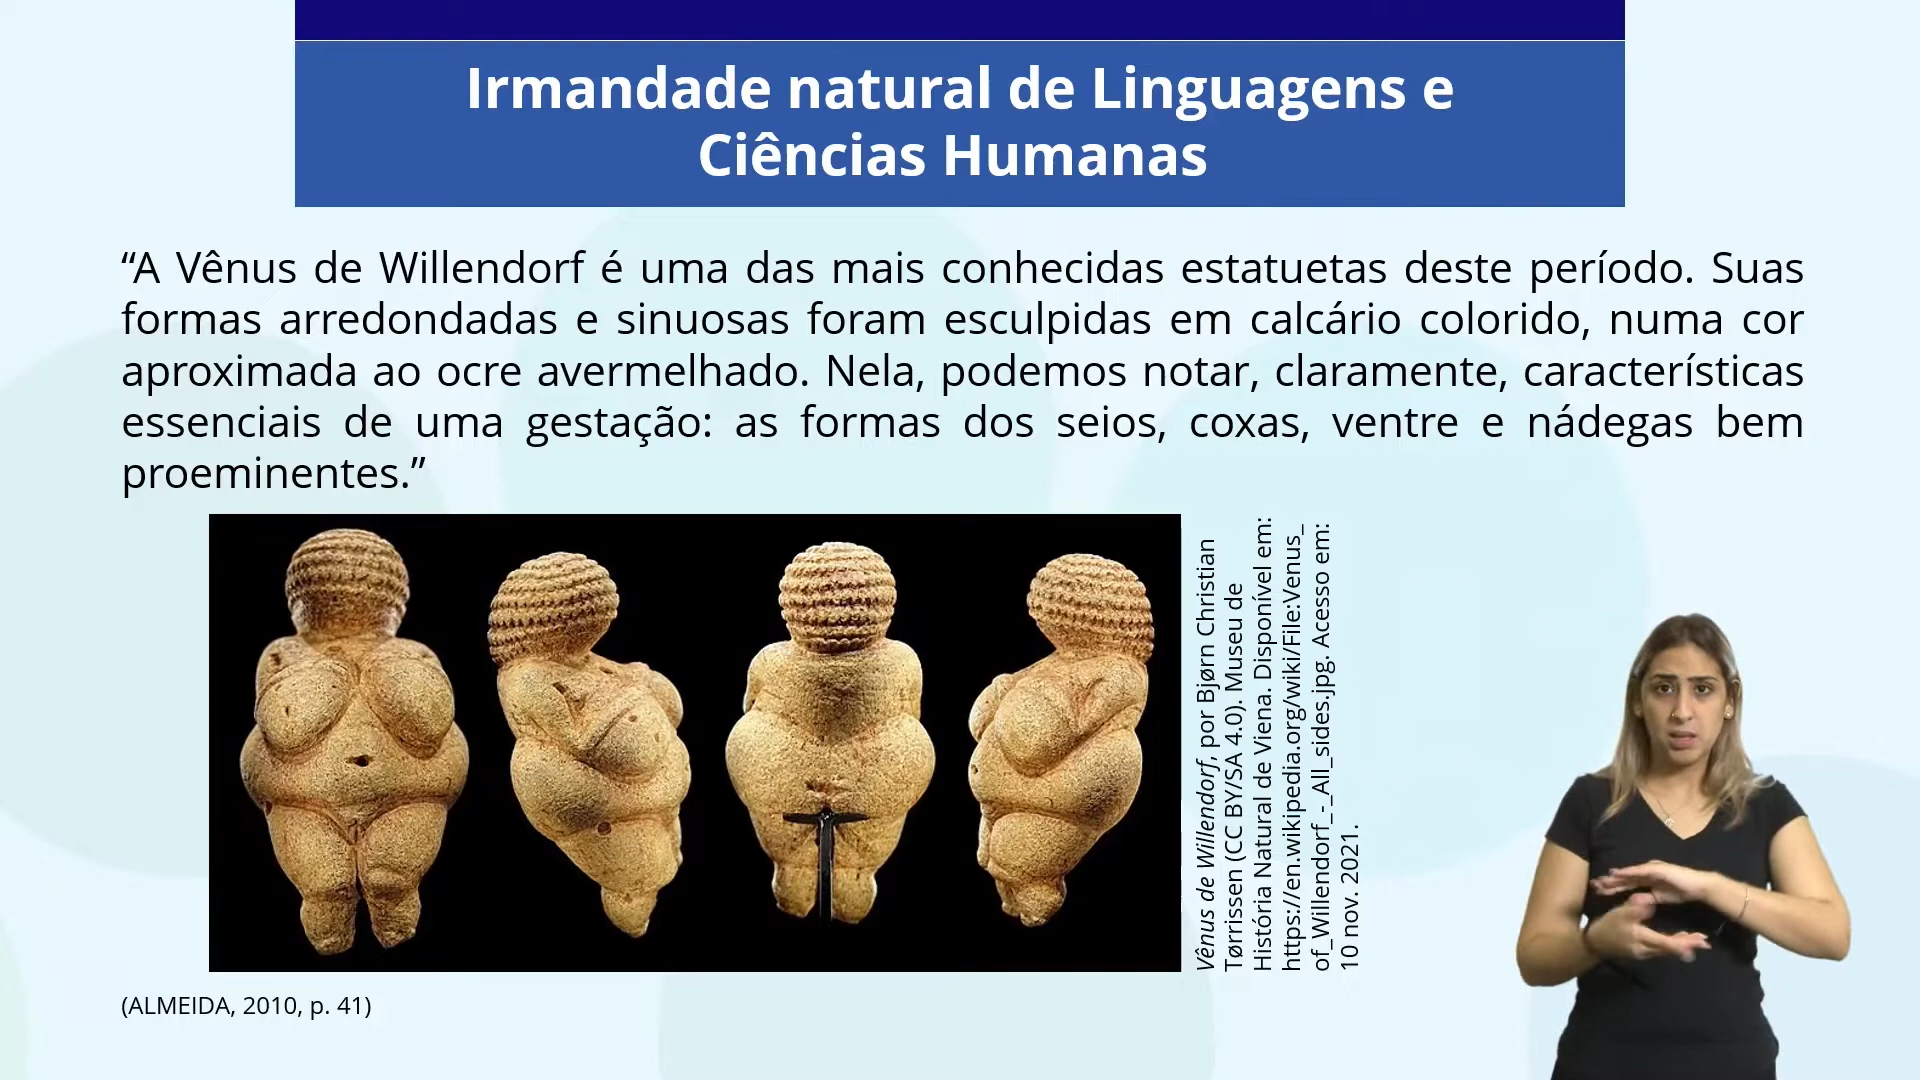 Irmandade natural de Linguagens e
Ciências Humanas
“A Vênus de Willendorf é uma das mais conhecidas estatuetas deste período. Suas
formas arredondadas e sinuosas foram esculpidas em calcário colorido, numa cor
aproximada ao ocre avermelhado. Nela, podemos notar, claramente, características
essenciais de uma gestação: as formas dos seios, coxas, ventre e nádegas bem
proeminentes.”
Vênus de Willendorf, por Bjørn Christian
Tørrissen (CC BY/SA 4.0). Museu de
História Natural de Viena. Disponível em:
https://en.wikipedia.org/wiki/File:Venus_
of_Willendorf_-_All_sides.jpg. Acesso em:
10 nov. 2021.
(ALMEIDA, 2010, p. 41)